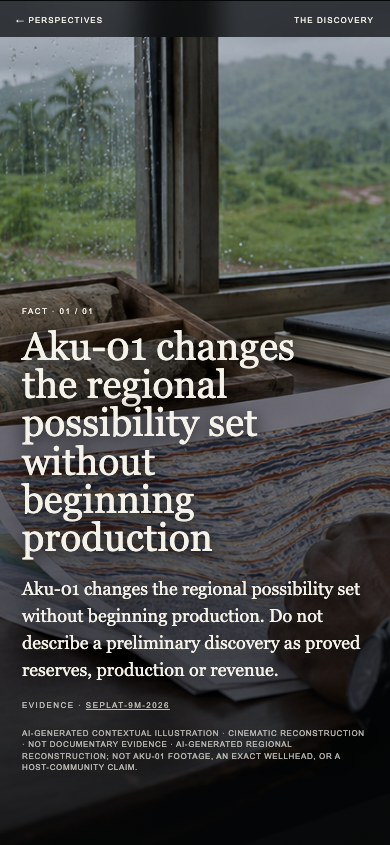 ← PERSPECTIVES
THE DISCOVERY
FACT · 01 / 01
Aku-01 changes
the regional
possibility set
without
beginning
production
Aku-01 changes the regional possibility set
without beginning production. Do not
describe a preliminary discovery as proved
reserves, production or revenue.
EVIDENCE · SEPLAT-9M-2026
AI-GENERATED CONTEXTUAL ILLUSTRATION · CINEMATIC RECONSTRUCTION
· NOT DOCUMENTARY EVIDENCE · AI-GENERATED REGIONAL
RECONSTRUCTION; NOT AKU-01 FOOTAGE, AN EXACT WELLHEAD, OR A
HOST-COMMUNITY CLAIM.